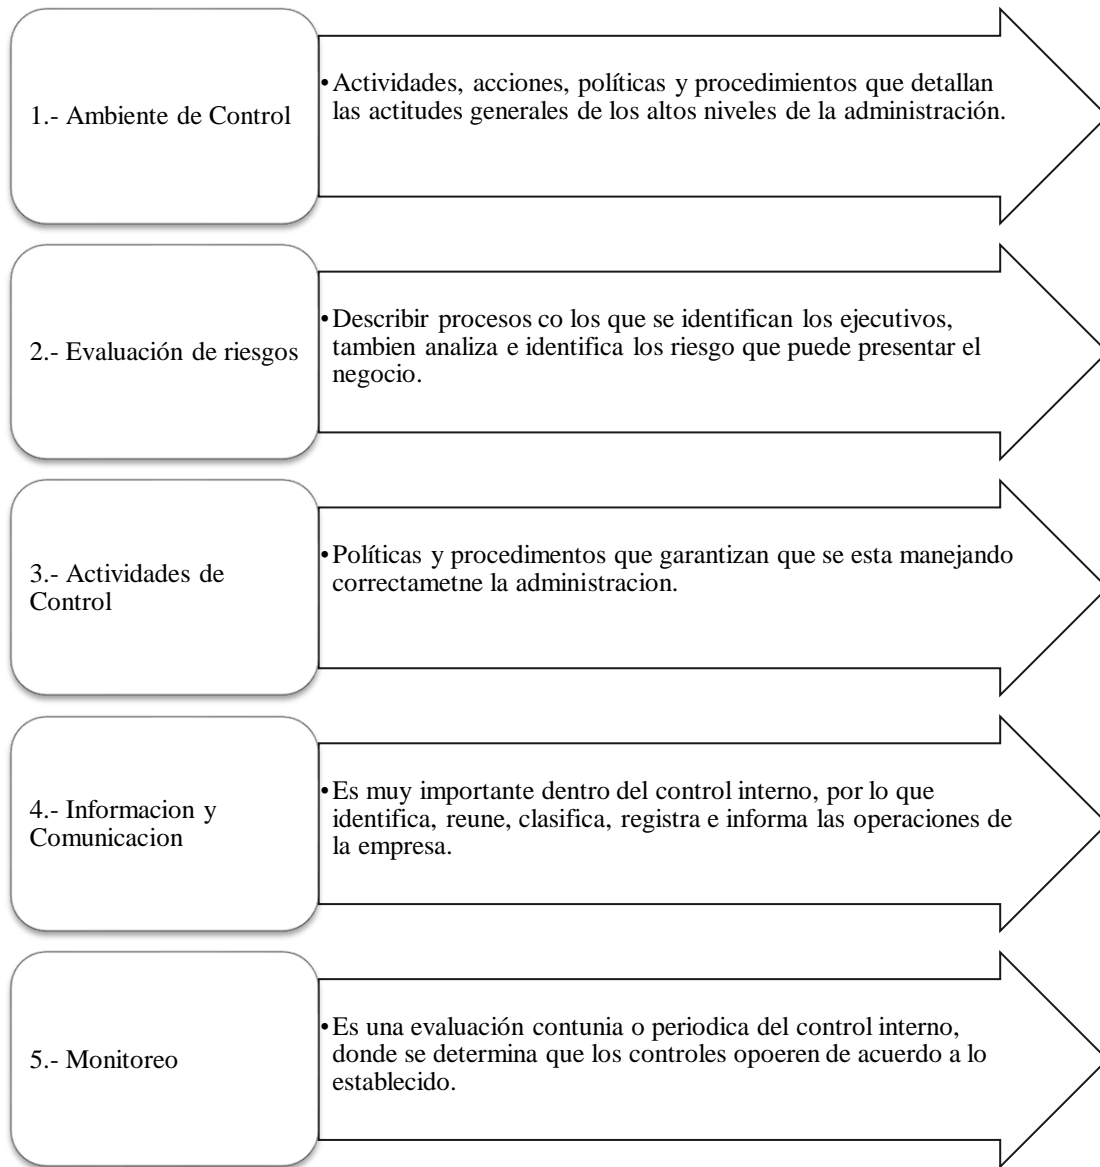 1.- Ambiente de Control
•Actividades, acciones, políticas y procedimientos que detallan
las actitudes generales de los altos niveles de la administración.
2.- Evaluación de riesgos
•Describir procesos co los que se identifican los ejecutivos,
tambien analiza e identifica los riesgo que puede presentar el
negocio.
3.- Actividades de
Control
•Políticas y procedimentos que garantizan que se esta manejando
correctametne la administracion.
4.- Informacion y
Comunicacion
•Es muy importante dentro del control interno, por lo que
identifica, reune, clasifica, registra e informa las operaciones de
la empresa.
5.- Monitoreo
•Es una evaluación contunia o periodica del control interno,
donde se determina que los controles opoeren de acuerdo a lo
establecido.